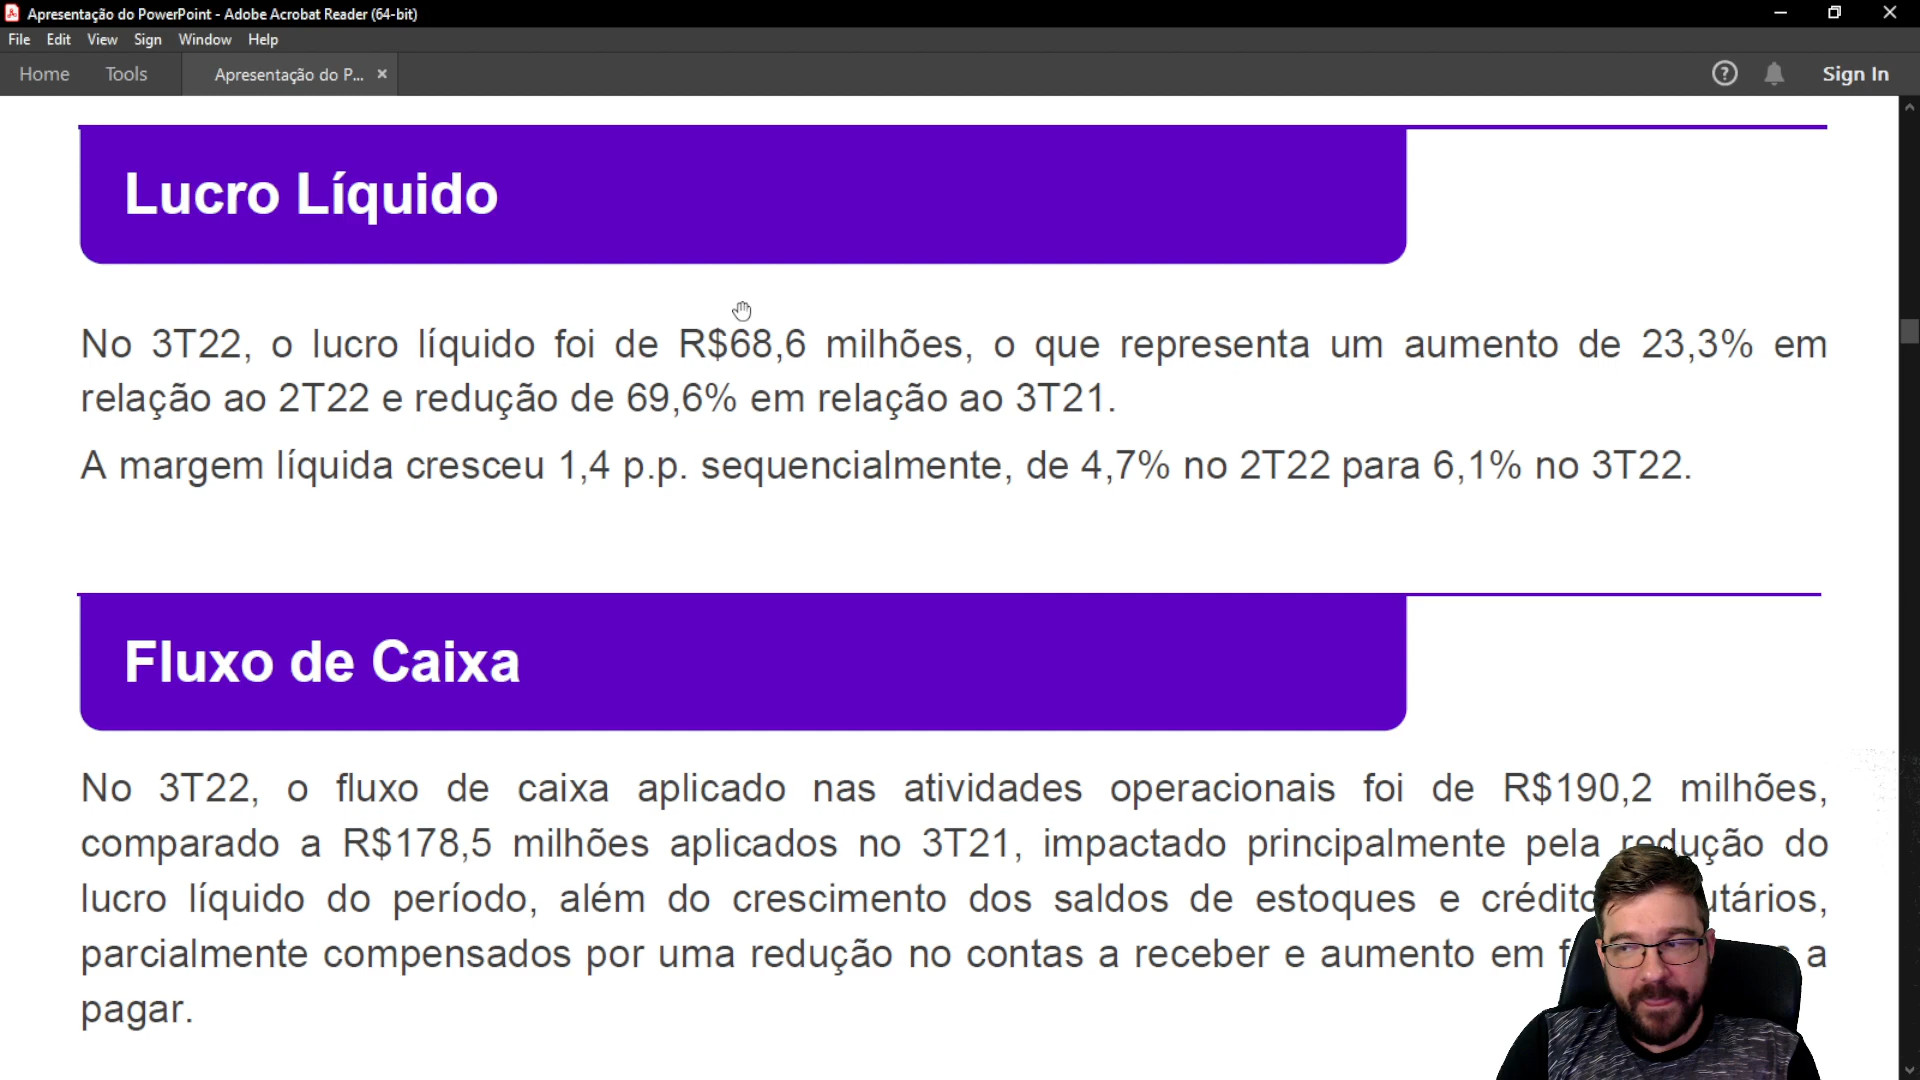 Apresentação do PowerPoint - Adobe Acrobat Reader (64-bit)
File Edit View Sign Window Help
Home Tools Apresentação do P... Sign In
Lucro Líquido
No 3T22, o lucro líquido foi de R$68,6 milhões, o que representa um aumento de 23,3% em
relação ao 2T22 e redução de 69,6% em relação ao 3T21.
A margem líquida cresceu 1,4 p.p. sequencialmente, de 4,7% no 2T22 para 6,1% no 3T22.
Fluxo de Caixa
No 3T22, o fluxo de caixa aplicado nas atividades operacionais foi de R$190,2 milhões,
comparado a R$178,5 milhões aplicados no 3T21, impactado principalmente pela redução do
lucro líquido do período, além do crescimento dos saldos de estoques e
parcialmente compensados por uma redução no contas a receber e aumento em a
pagar.